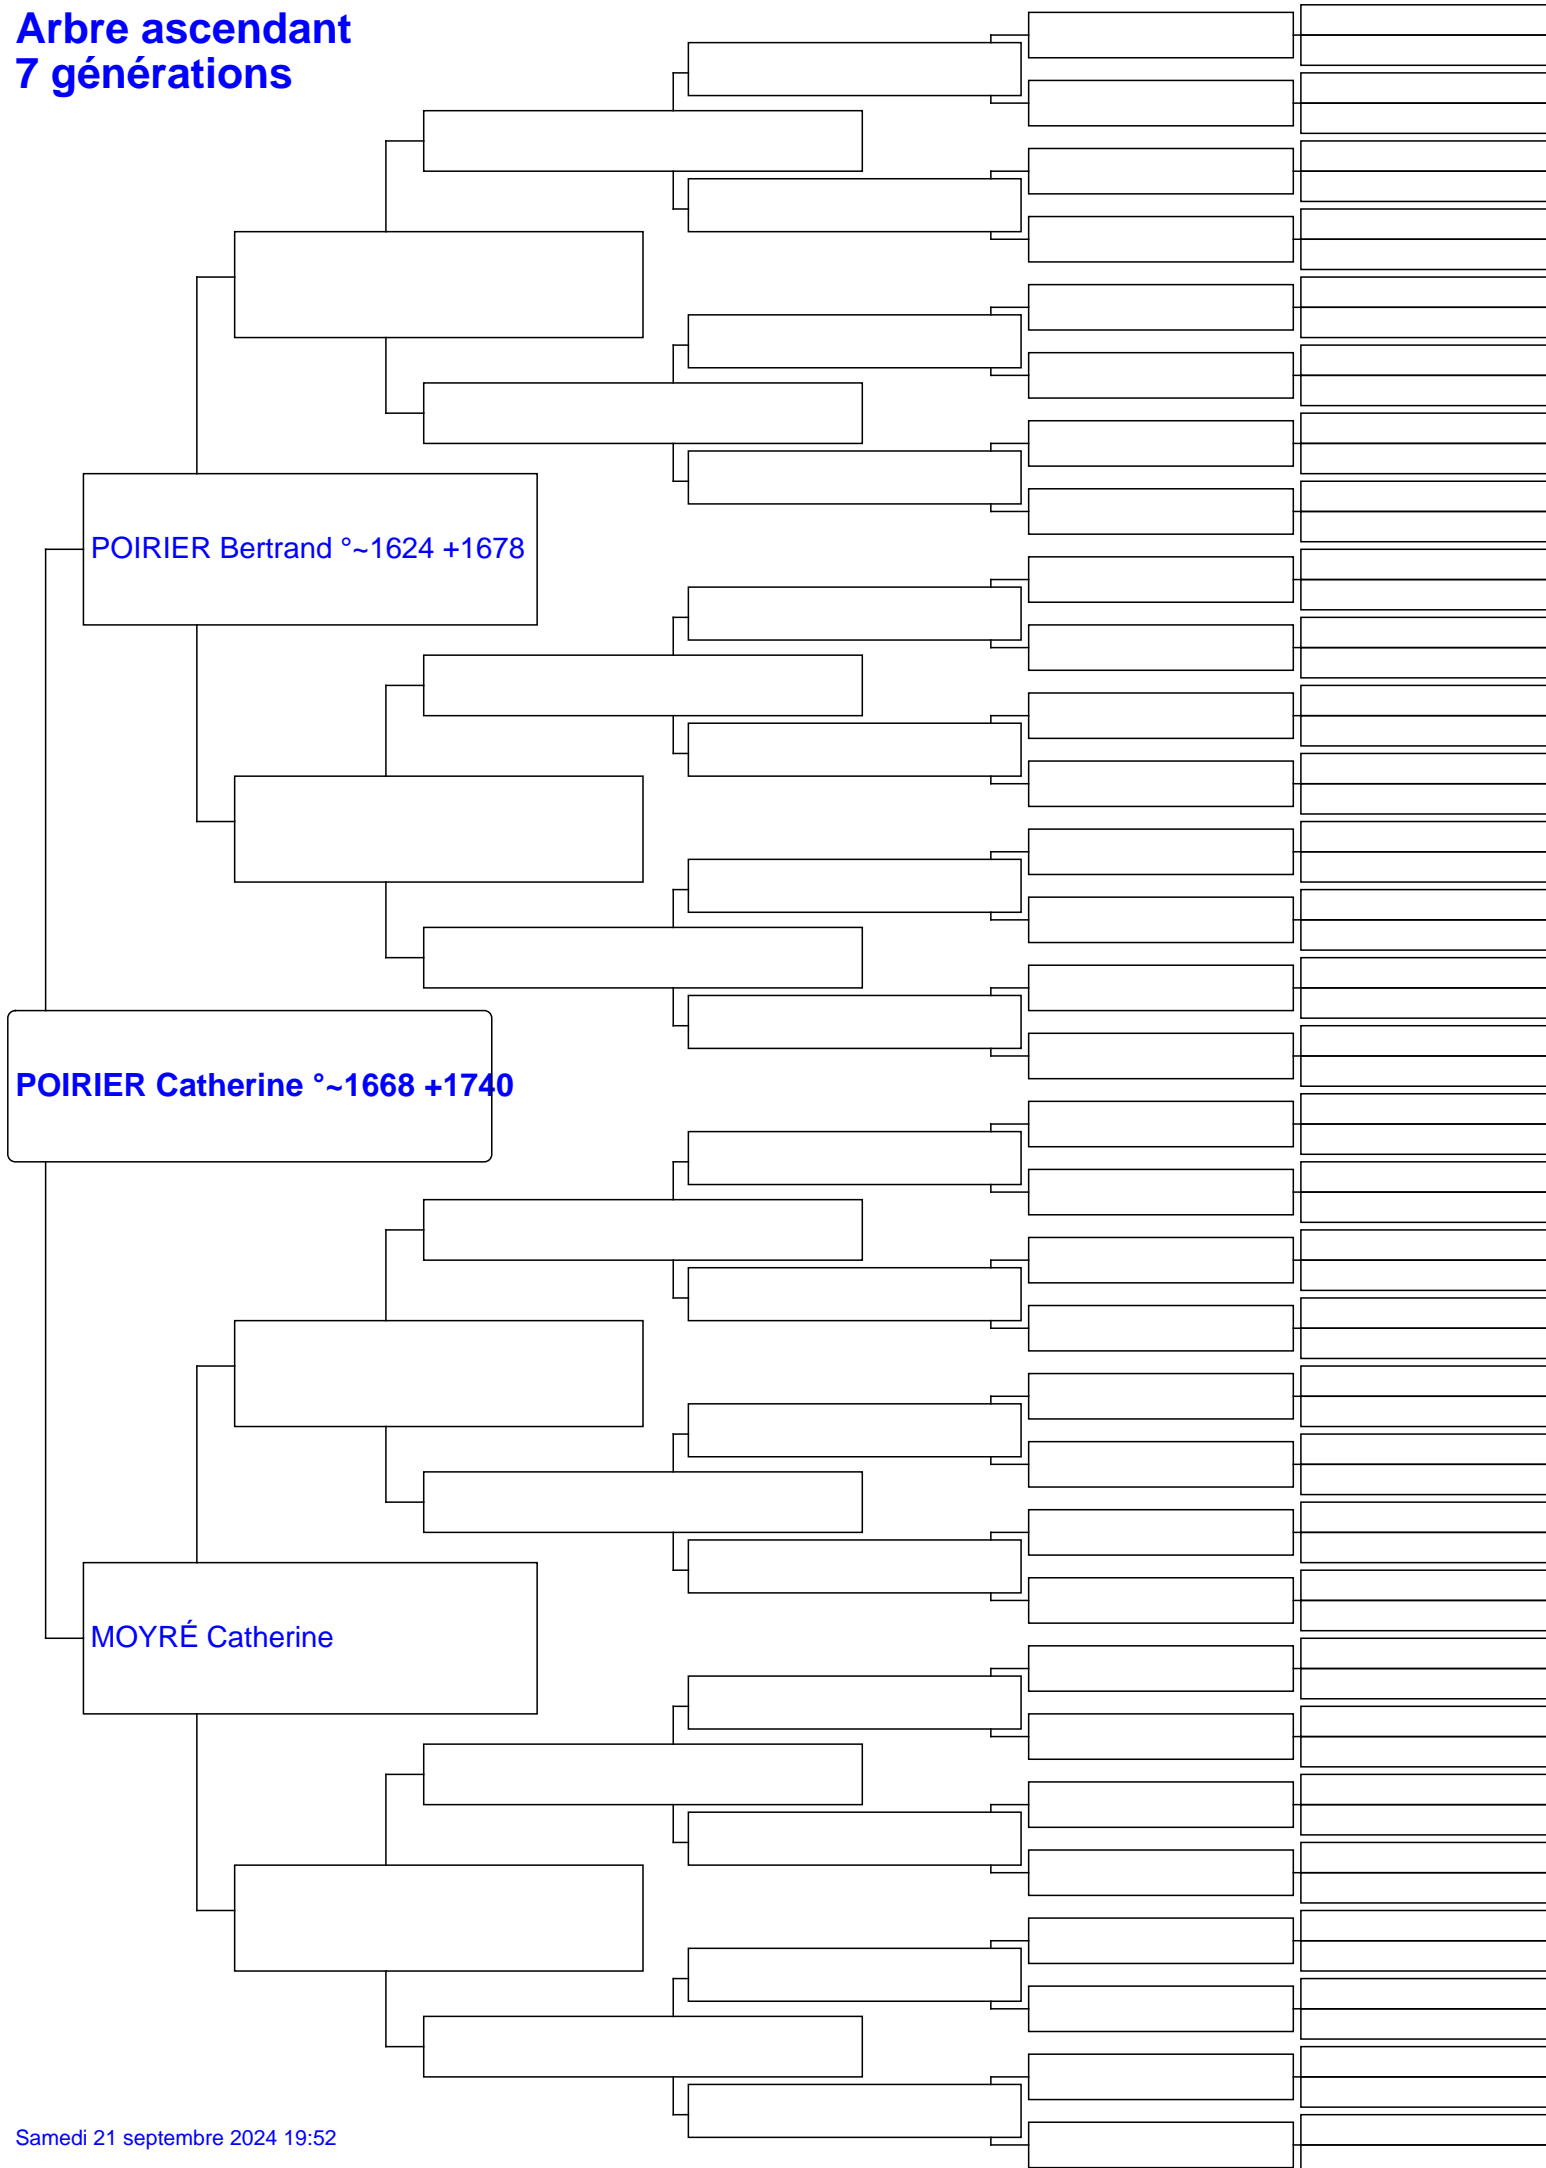 Arbre ascendant
7 générations
POIRIER Bertrand °~1624 +1678
POIRIER Catherine °~1668 +1740
MOYRÉ Catherine
Samedi 21 septembre 2024 19:52